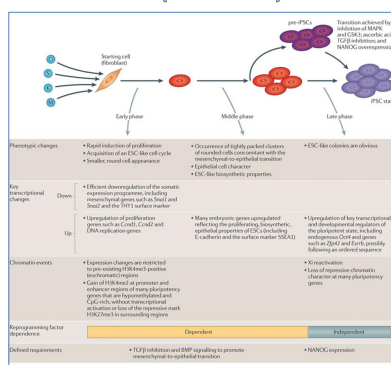 pre-iPSCs
Transition achieved by
inhibition of MAPK
and GSK3; ascorbic acid;
TGFβ inhibition; and
NANOG overexpression
Starting cell
(fibroblast)
O
S
K
M
iPSC state
Early phase
Middle phase
Late phase
Phenotypic changes
• Rapid induction of proliferation
• Acquisition of an ESC-like cell cycle
• Smaller, round cell appearance
• Occurrence of tightly packed clusters
of rounded cells concomitant with the
mesenchymal-to-epithelial transition
• Epithelial cell character
• ESC-like biosynthetic properties
• ESC-like colonies are obvious
Key
transcriptional
changes
Down
• Efficient downregulation of the somatic
expression programme, including
mesenchymal genes such as Snai1 and
Snai2 and the THY1 surface marker
Up
• Upregulation of proliferation
genes such as Ccnd1, Ccnd2 and
DNA replication genes
• Many embryonic genes upregulated
reflecting the proliferating, biosynthetic,
epithelial properties of ESCs (including
E-cadherin and the surface marker SSEA1)
• Upregulation of key transcriptional
and developmental regulators of
the pluripotent state, including
endogenous Oct4 and genes
such as Zfp42 and Esrrb, possibly
following an ordered sequence
Chromatin events
• Expression changes are restricted
to pre-existing H3K4me3-positive
(euchromatic) regions
• Gain of H3K4me2 at promoter and
enhancer regions of many pluripotency
genes that are hypomethylated and
CpG-rich, without transcriptional
activation or loss of the repressive mark
H3K27me3 in surrounding regions
• Xi reactivation
• Loss of repressive chromatin
character at many pluripotency
genes
Reprogramming factor
dependence
Dependent
Independent
Defined requirements
• TGFβ inhibition and BMP signalling to promote
mesenchymal-to-epithelial transition
• NANOG expression